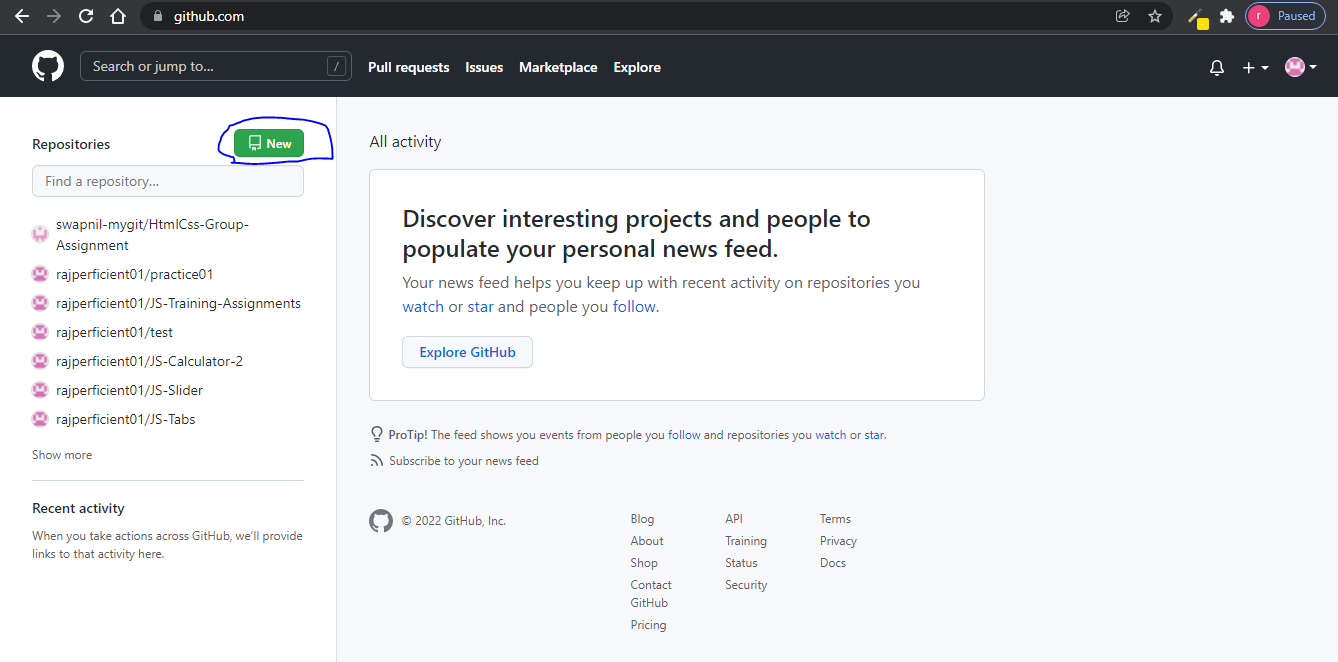 github.com
r Paused
Search or jump to... /
Pull requests Issues Marketplace Explore
Repositories
New
Find a repository...
swapnil-mygit/HtmlCss-Group-
Assignment
rajperficient01/practice01
rajperficient01/JS-Training-Assignments
rajperficient01/test
rajperficient01/JS-Calculator-2
rajperficient01/JS-Slider
rajperficient01/JS-Tabs
Show more
Recent activity
When you take actions across GitHub, we'll provide
links to that activity here.
All activity
Discover interesting projects and people to
populate your personal news feed.
Your news feed helps you keep up with recent activity on repositories you
watch or star and people you follow.
Explore GitHub
ProTip! The feed shows you events from people you follow and repositories you watch or star.
Subscribe to your news feed
© 2022 GitHub, Inc.
Blog
About
Shop
Contact
GitHub
Pricing
API
Training
Status
Security
Terms
Privacy
Docs